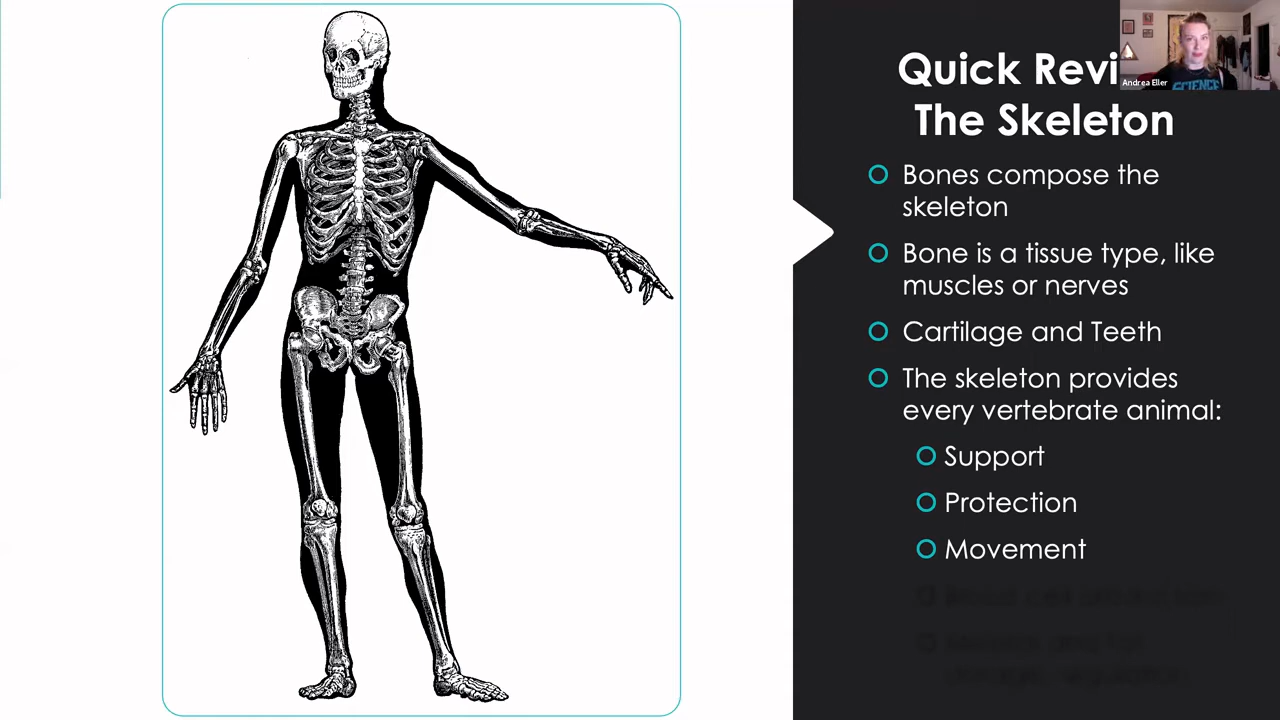 Quick Revi
The Skeleton
Andrea Eller
SCIENCE
Bones compose the
skeleton
Bone is a tissue type, like
muscles or nerves
Cartilage and Teeth
The skeleton provides
every vertebrate animal:
Support
Protection
Movement